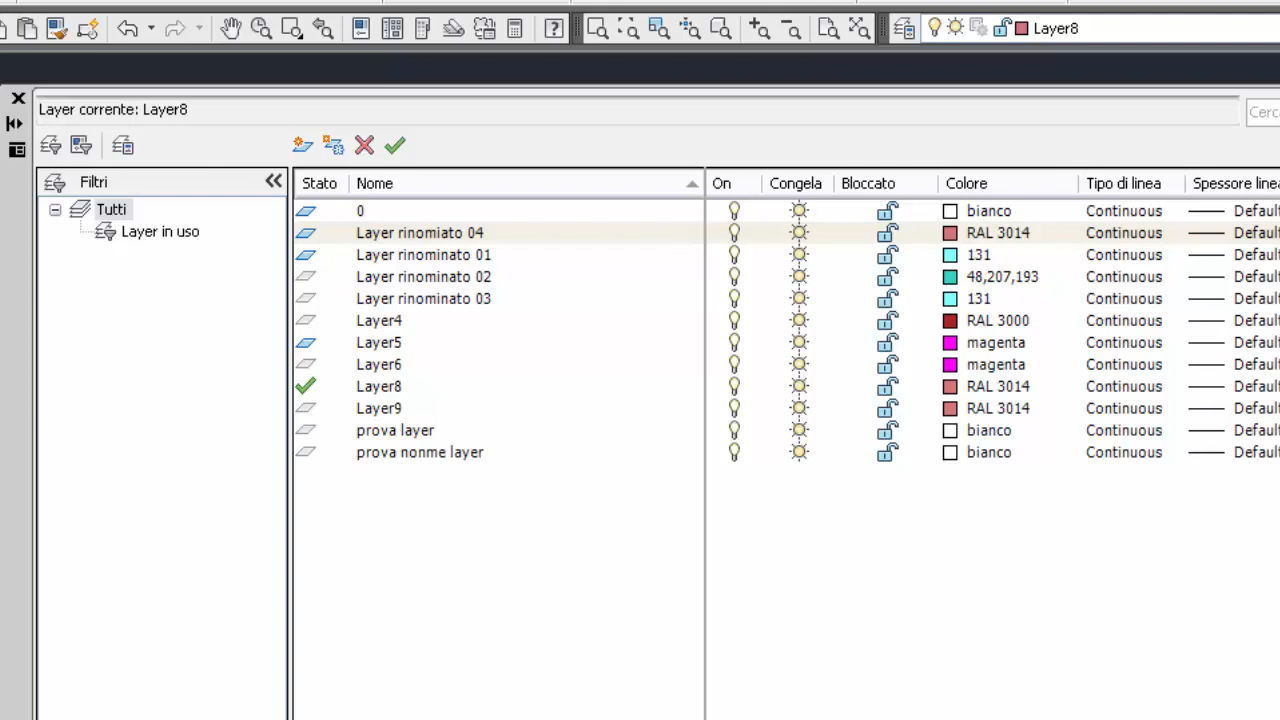 Layer8
Layer corrente: Layer8
Cerc
Filtri
Tutti
Layer in uso
Stato Nome On Congela Bloccato Colore Tipo di linea Spessore linea
0 bianco Continuous Default
Layer rinomiato 04 RAL 3014 Continuous Default
Layer rinominato 01 131 Continuous Default
Layer rinominato 02 48,207,193 Continuous Default
Layer rinominato 03 131 Continuous Default
Layer4 RAL 3000 Continuous Default
Layer5 magenta Continuous Default
Layer6 magenta Continuous Default
Layer8 RAL 3014 Continuous Default
Layer9 RAL 3014 Continuous Default
prova layer bianco Continuous Default
prova nonme layer bianco Continuous Default